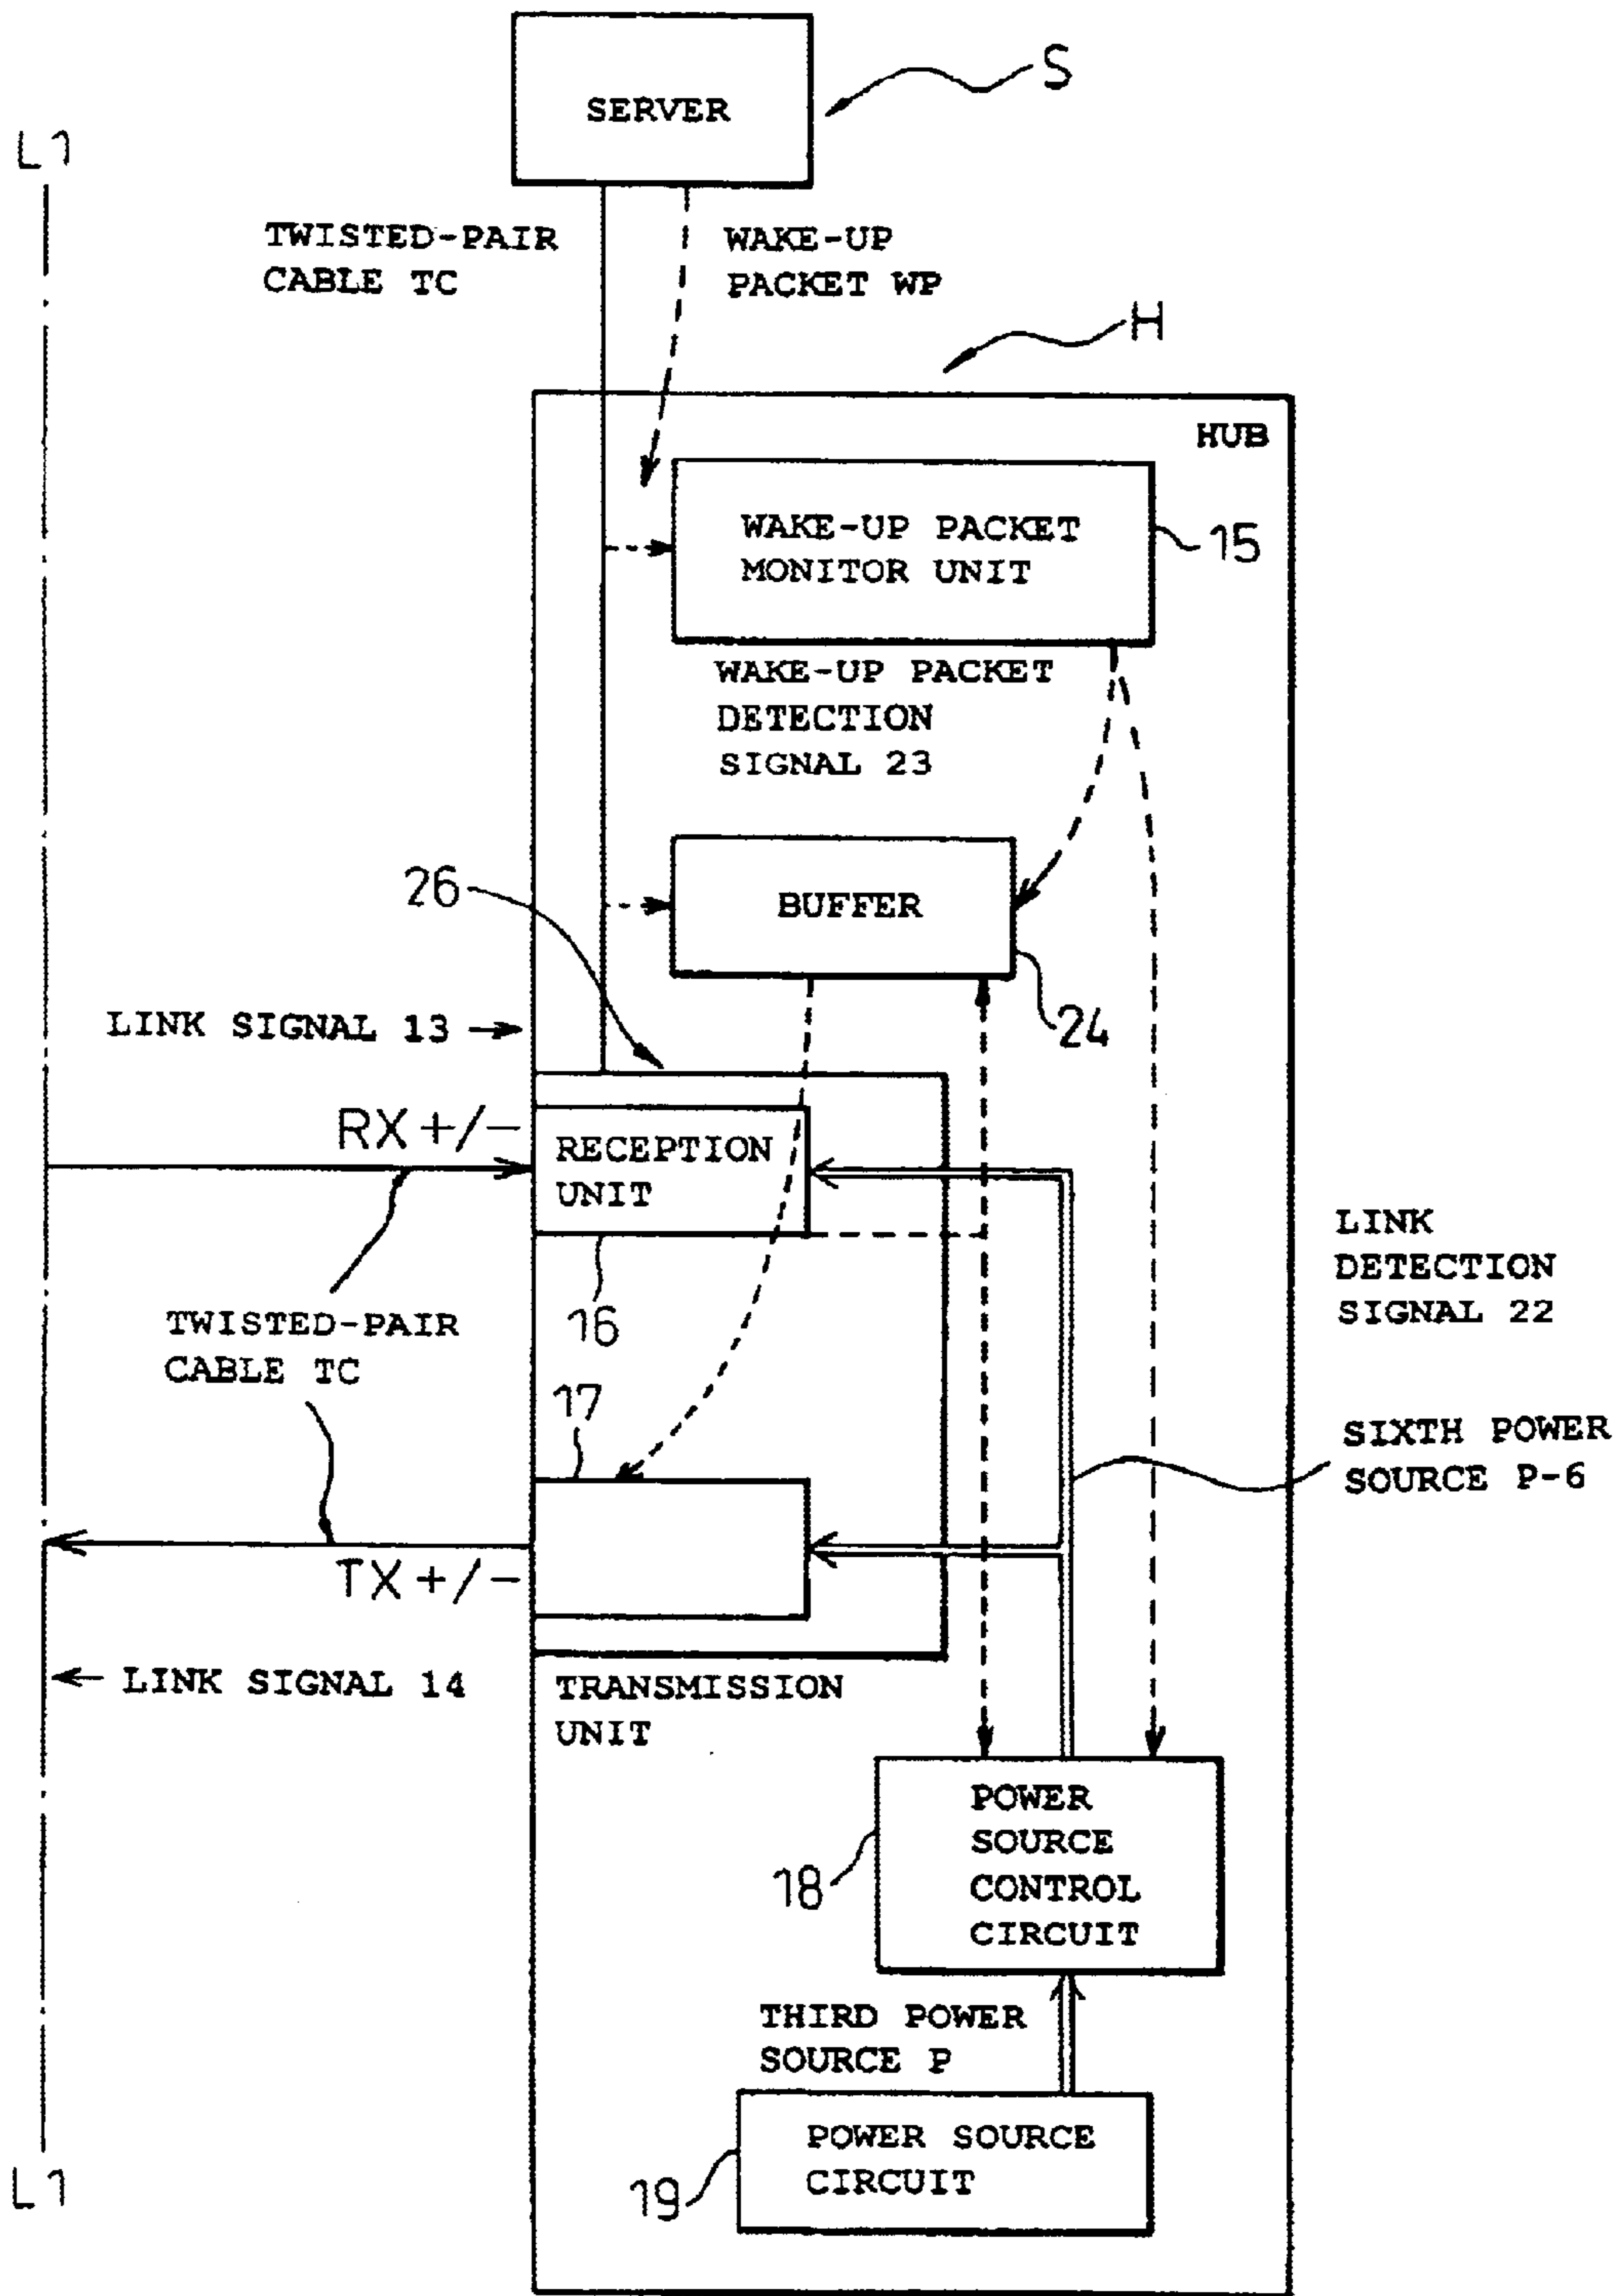 SERVER
S
L1
TWISTED-PAIR
CABLE TC
WAKE-UP
PACKET WP
H
HUB
WAKE-UP PACKET
MONITOR UNIT
15
WAKE-UP PACKET
DETECTION
SIGNAL 23
26
BUFFER
24
LINK SIGNAL 13
RX +/-
RECEPTION
UNIT
16
LINK
DETECTION
SIGNAL 22
TWISTED-PAIR
CABLE TC
17
SIXTH POWER
SOURCE P-6
TX +/-
LINK SIGNAL 14
TRANSMISSION
UNIT
POWER
SOURCE
CONTROL
CIRCUIT
18
THIRD POWER
SOURCE P
POWER SOURCE
CIRCUIT
19
L1